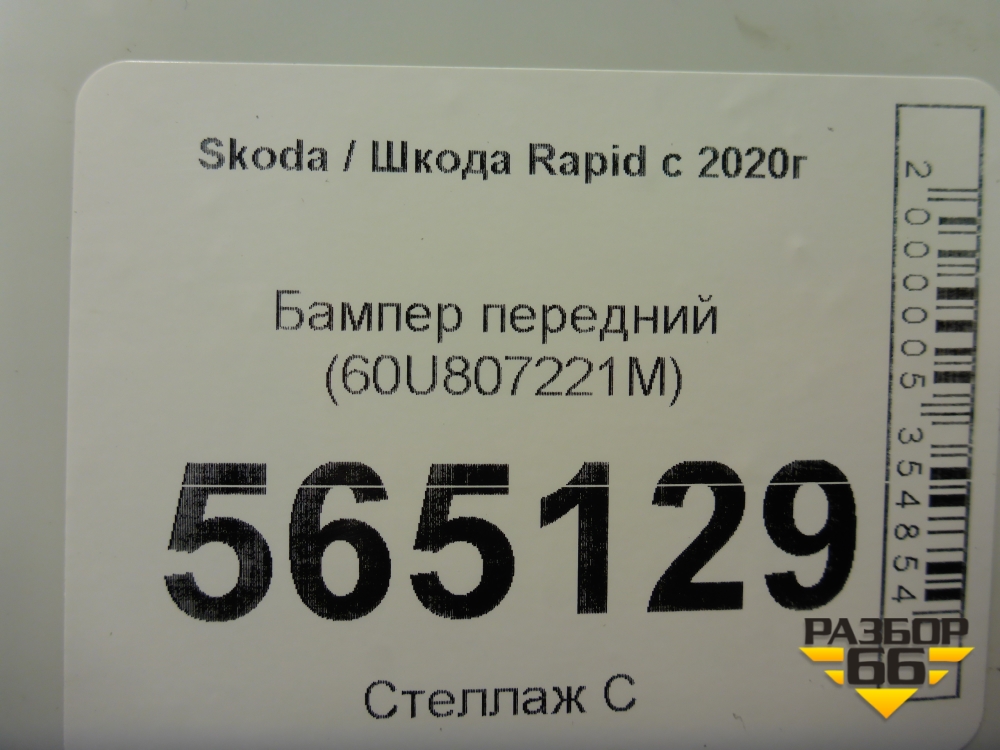 Skoda / Шкода Rapid с 2020г
Бампер передний
(60U807221M)
565129
Стеллаж С
2000005354854
РАЗБОР
66